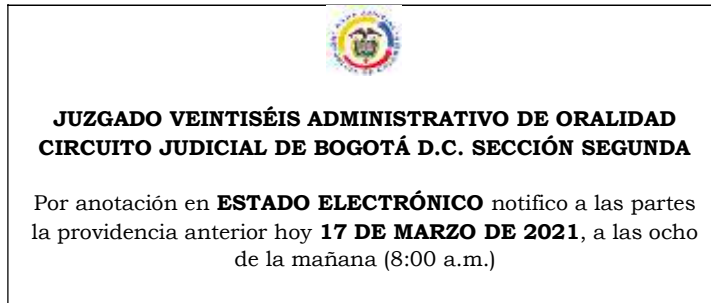 JUZGADO VEINTISÉIS ADMINISTRATIVO DE ORALIDAD
CIRCUITO JUDICIAL DE BOGOTÁ D.C. SECCIÓN SEGUNDA
Por anotación en ESTADO ELECTRÓNICO notifico a las partes
la providencia anterior hoy 17 DE MARZO DE 2021, a las ocho
de la mañana (8:00 a.m.)